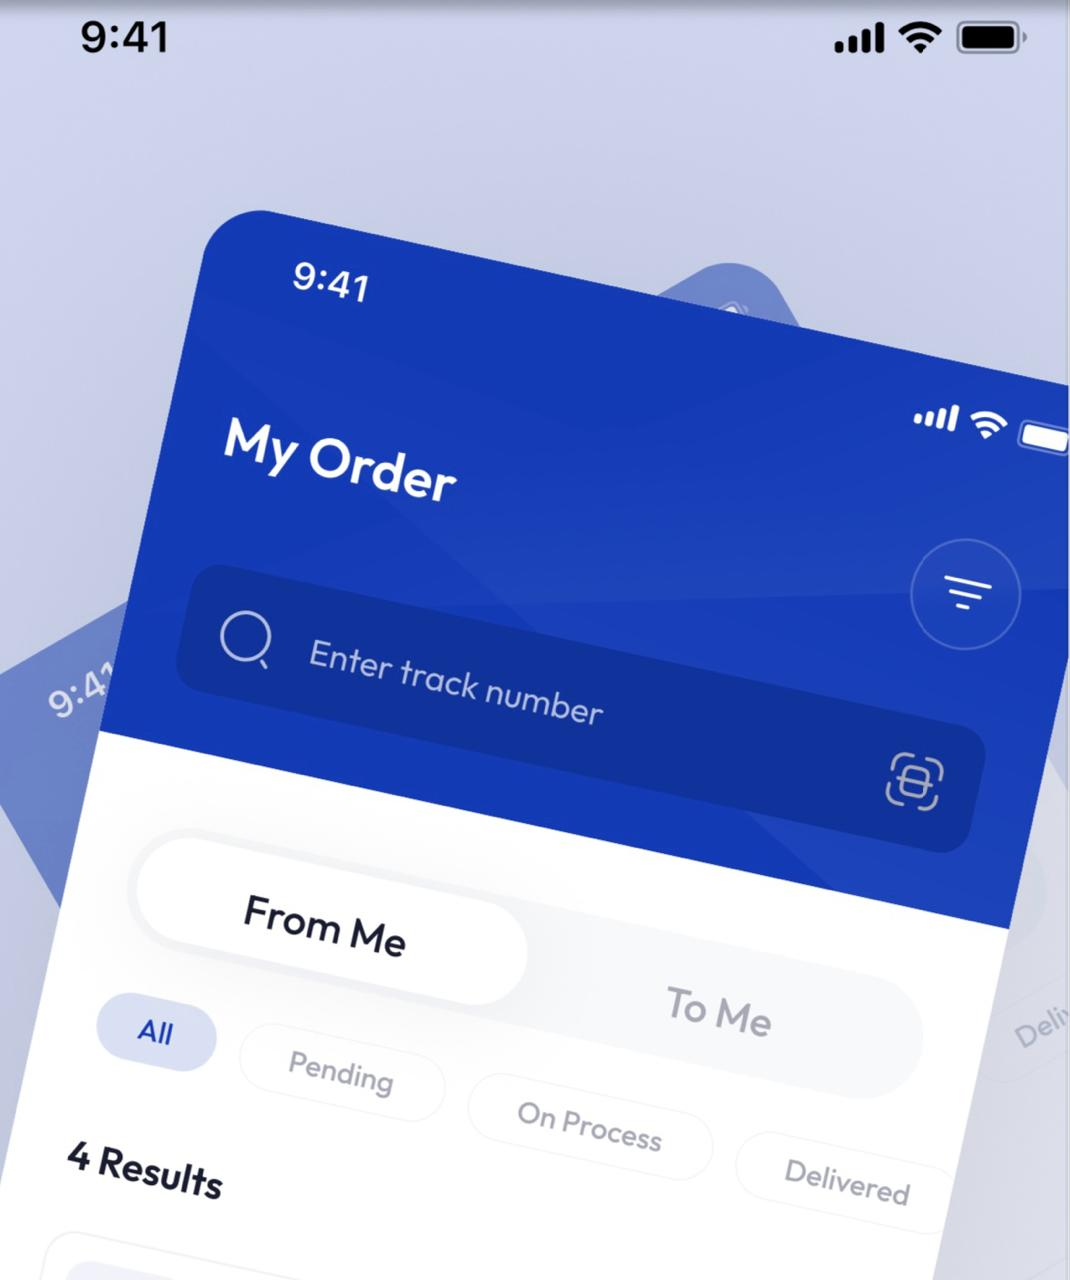 9:41
9:41
My Order
Enter track number
9:41
From Me
To Me
All
Pending
On Process
Delivered
4 Results